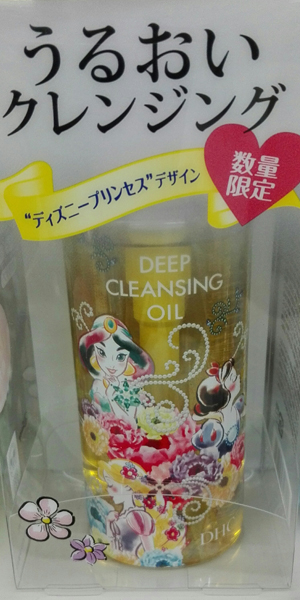 うるおい
クレンジング
数量
限定
“ディズニープリンセス”デザイン
DEEP
CLEANSING
OIL
DHC